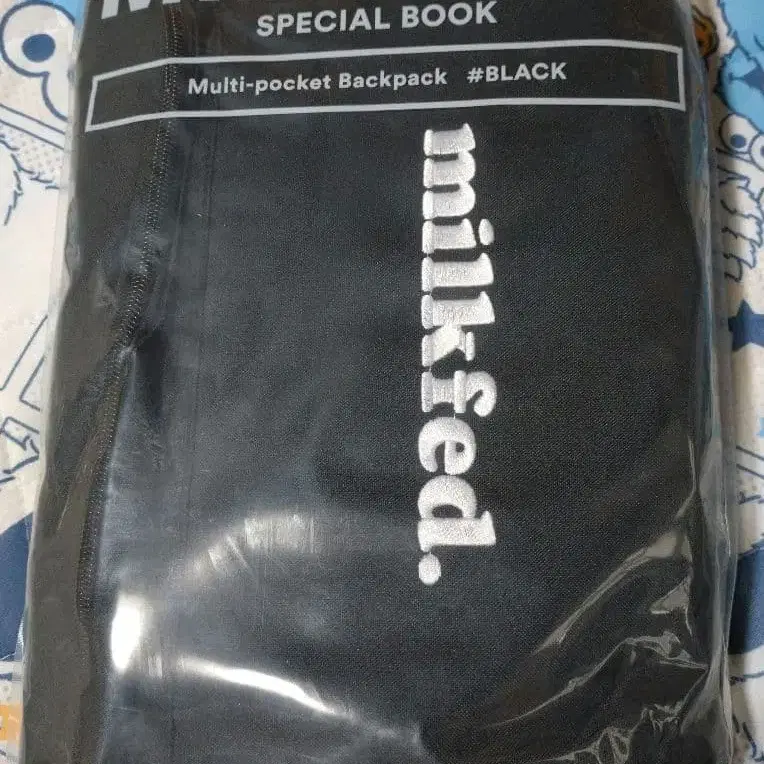 SPECIAL BOOK
Multi-pocket Backpack #BLACK
milkfed.